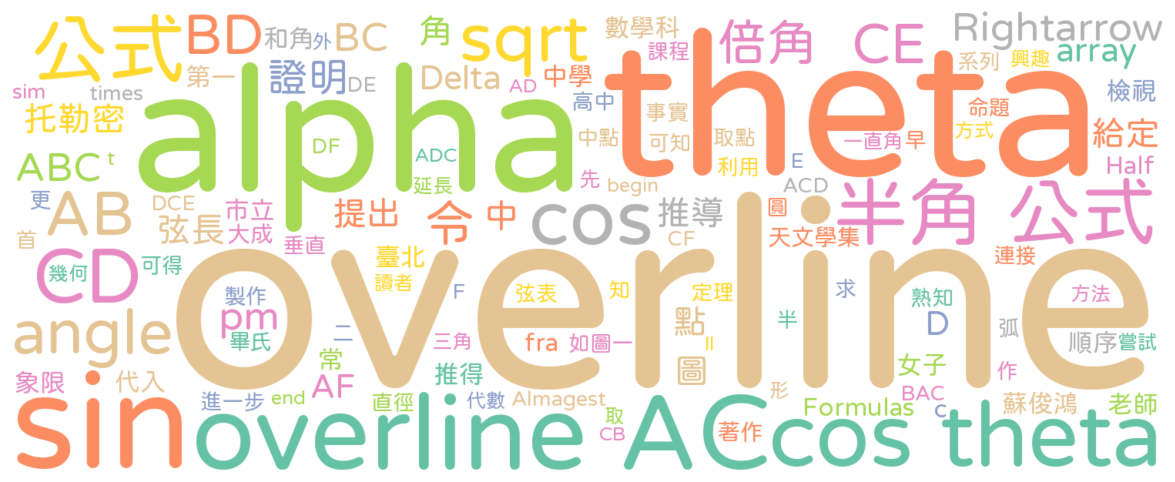 公式 BD 和角 外 BC 角 sqrt 數學科 倍角 CE Rightarrow
第一 證明 DE Delta AD 中學 課程 系列 興趣 array
sim times 托勒密 alpha theta 高中 事實 命題 檢視
DF ADC 中點 可知 取點 一直角 早 方式 給定
ABC t 延長 先 利用 E Half
更 AB DCE 市立 提出 令 中 begin cos 推導 ACD 半角 公式
首 弦長 大成 垂直 圓 CF 天文學集
CD 幾何 可得 臺北 overline 連接
製作 讀者 F 弦表 知 定理 求 熟知 方法
angle pm 畢氏 二 三角 fra 如圖一 點 II 半 D 弧 順序 嘗試
象限 代入 常 AF 推得 圖 女子 作
sin 進一步 end 直徑 代數 Almagest 形 BAC 蘇俊鴻 老師
overline AC 取 CB 著作 Formulas c cos theta